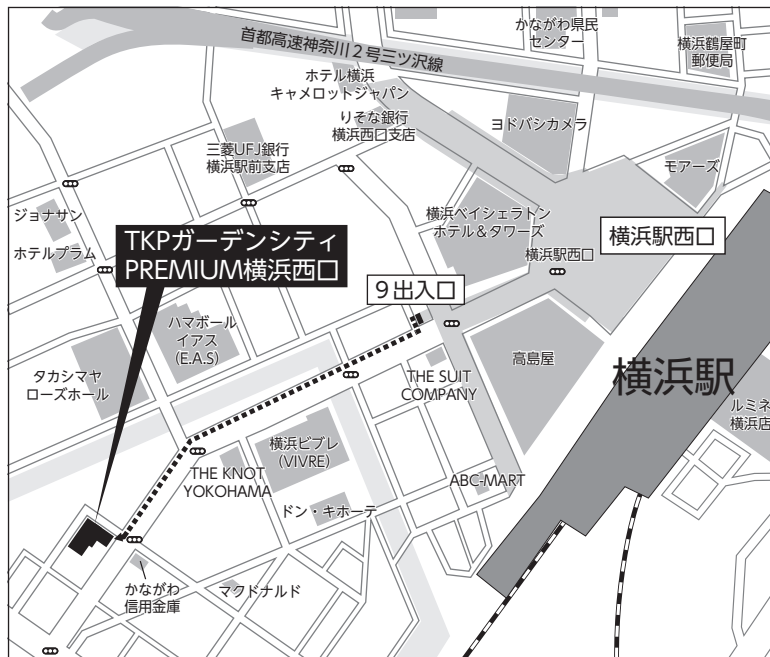 首都高速神奈川2号三ツ沢線
かながわ県民
センター
横浜鶴屋町
郵便局
ホテル横浜
キャメロットジャパン
りそな銀行
横浜西口支店
ヨドバシカメラ
三菱UFJ銀行
横浜駅前支店
モアーズ
ジョナサン
ホテルプラム
TKPガーデンシティ
PREMIUM横浜西口
横浜ベイシェラトン
ホテル&タワーズ
横浜駅西口
横浜駅西口
9出入口
ハマボール
イアス
(E.A.S)
タカシマヤ
ローズホール
THE SUIT
COMPANY
高島屋
横浜駅
ルミネ
横浜店
横浜ビブレ
(VIVRE)
THE KNOT
YOKOHAMA
ABC-MART
ドン・キホーテ
かながわ
信用金庫
マクドナルド